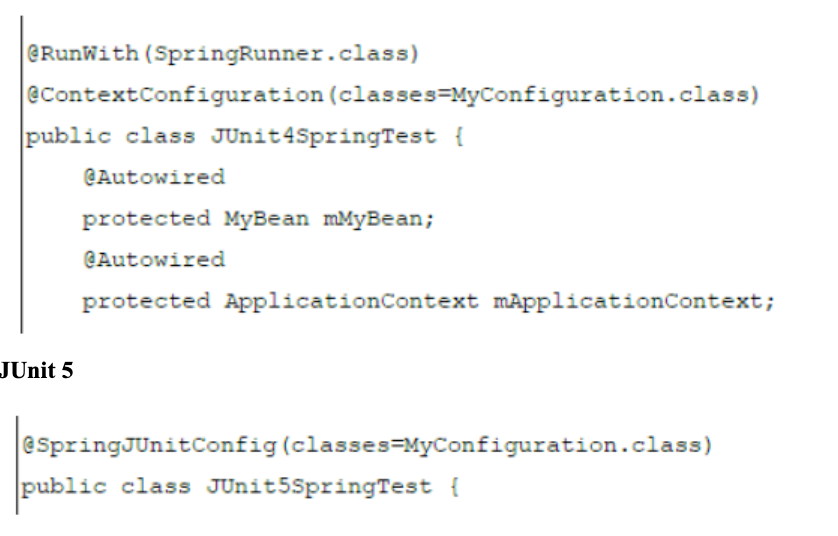 @RunWith(SpringRunner.class)
@ContextConfiguration(classes=MyConfiguration.class)
public class JUnit4SpringTest {
@Autowired
protected MyBean mMyBean;
@Autowired
protected ApplicationContext mApplicationContext;
JUnit 5
@SpringJUnitConfig(classes=MyConfiguration.class)
public class JUnit5SpringTest {